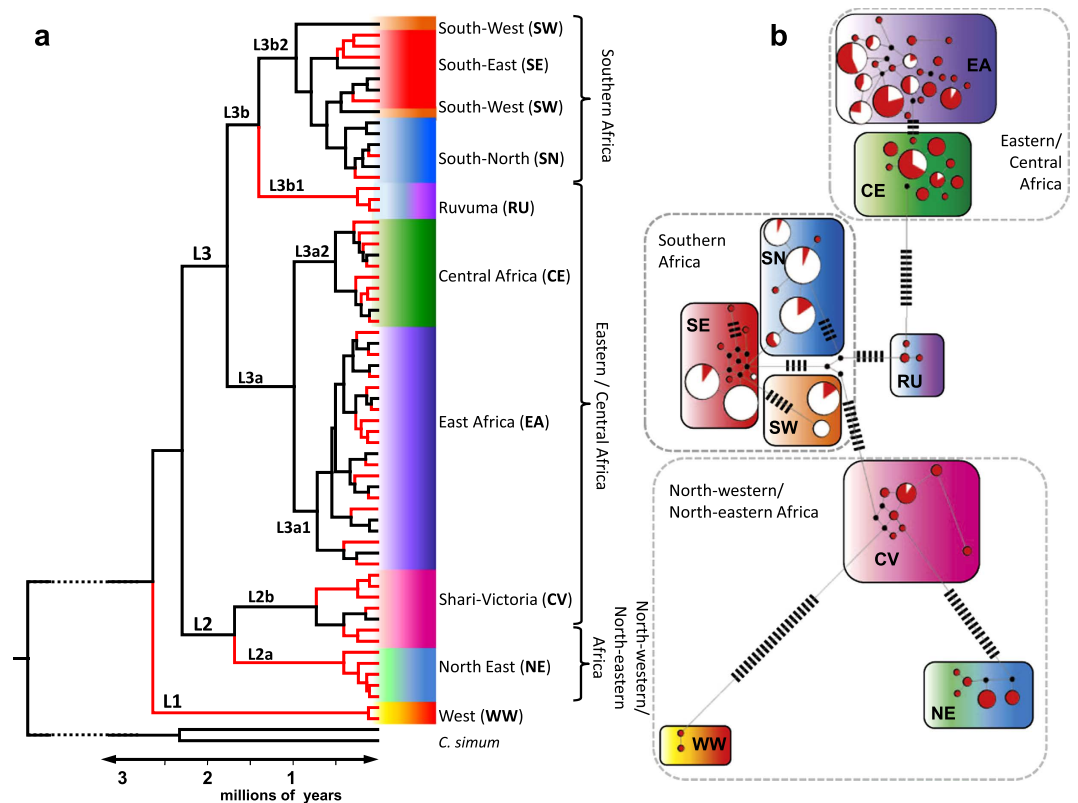 a
L3b2
L3b
L3b1
L3
L3a2
L3a
L3a1
L2b
L2
L2a
L1
South-West (SW)
South-East (SE)
South-West (SW)
South-North (SN)
Ruvuma (RU)
Central Africa (CE)
East Africa (EA)
Shari-Victoria (CV)
North East (NE)
West (WW)
C. simum
Southern Africa
Eastern / Central Africa
North-western/
North-eastern
Africa
3
2
1
millions of years
b
EA
CE
Eastern/
Central
Africa
Southern
Africa
SN
SE
SW
RU
North-western/
North-eastern Africa
CV
NE
WW